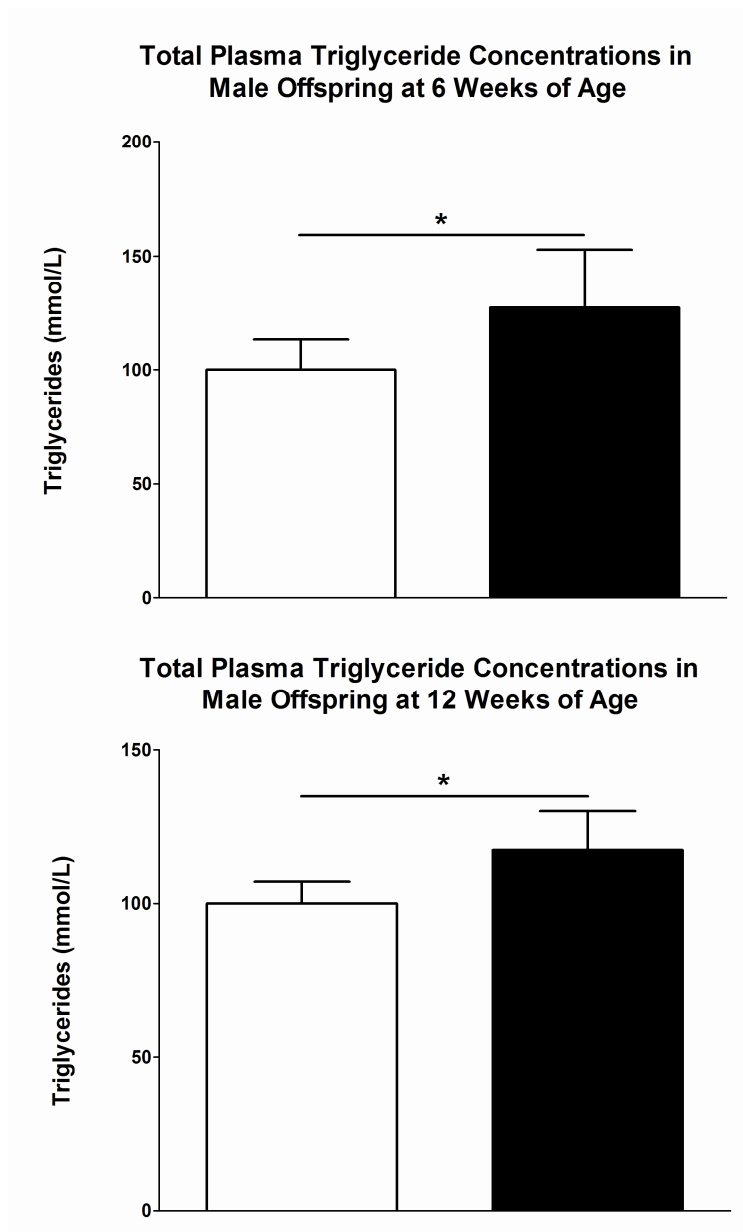 Total Plasma Triglyceride Concentrations in
Male Offspring at 6 Weeks of Age
200
150
100
50
0
Triglycerides (mmol/L)
*
Total Plasma Triglyceride Concentrations in
Male Offspring at 12 Weeks of Age
150
100
50
0
Triglycerides (mmol/L)
*